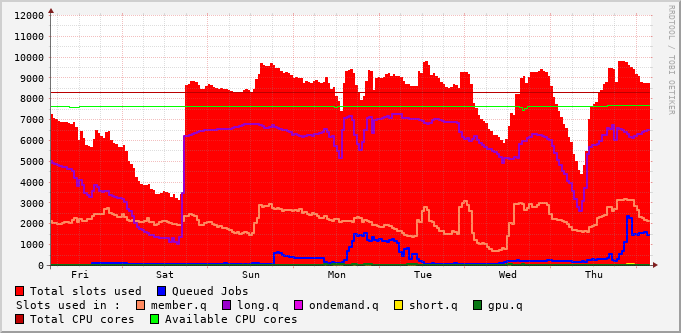 12000
11000
10000
9000
8000
7000
6000
5000
4000
3000
2000
1000
0
Fri Sat Sun Mon Tue Wed Thu
RRDTOOL / TOBI OETIKER
Total slots used Queued Jobs
Slots used in : member.q long.q ondemand.q short.q gpu.q
Total CPU cores Available CPU cores